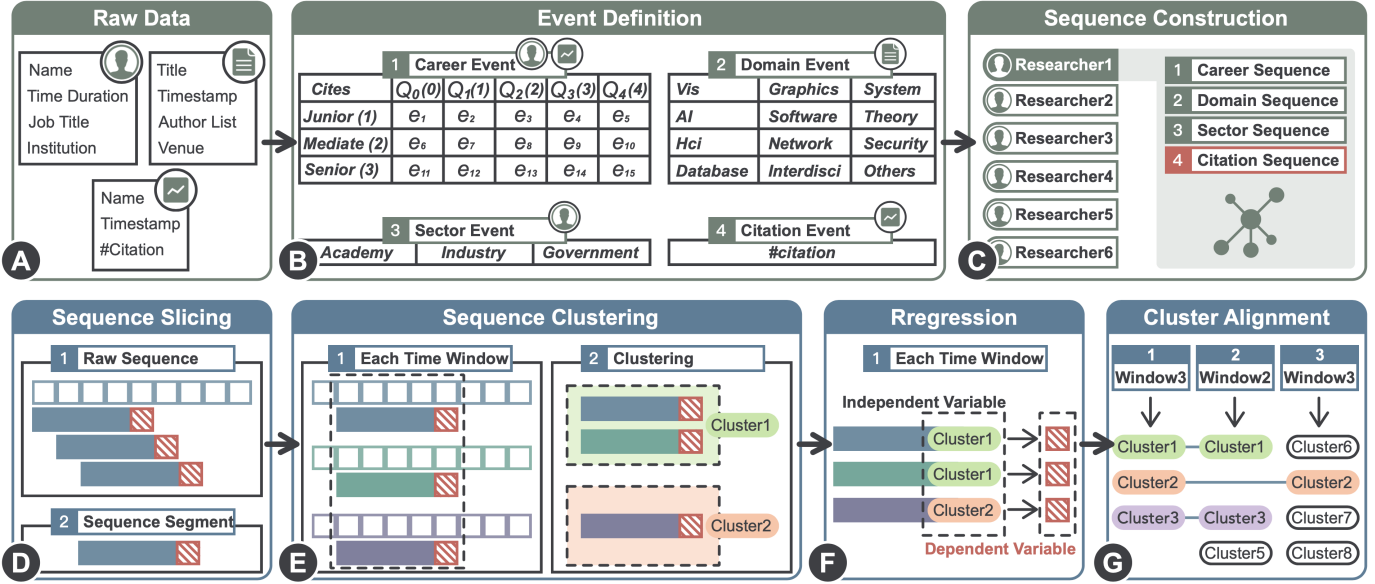 Raw Data
Name
Time Duration
Job Title
Institution
Title
Timestamp
Author List
Venue
Name
Timestamp
#Citation
A
Event Definition
1 Career Event
Cites Q0(0) Q1(1) Q2(2) Q3(3) Q4(4)
Junior (1) e1 e2 e3 e4 e5
Mediate (2) e6 e7 e8 e9 e10
Senior (3) e11 e12 e13 e14 e15
2 Domain Event
Vis Graphics System
AI Software Theory
Hci Network Security
Database Interdisci Others
3 Sector Event
Academy Industry Government
4 Citation Event
#citation
B
Sequence Construction
Researcher1
Researcher2
Researcher3
Researcher4
Researcher5
Researcher6
1 Career Sequence
2 Domain Sequence
3 Sector Sequence
4 Citation Sequence
C
Sequence Slicing
1 Raw Sequence
2 Sequence Segment
D
Sequence Clustering
1 Each Time Window
2 Clustering
Cluster1
Cluster2
E
Rregression
1 Each Time Window
Independent Variable
Cluster1
Cluster1
Cluster2
Dependent Variable
F
Cluster Alignment
1 2 3
Window3 Window2 Window3
Cluster1 Cluster1 Cluster6
Cluster2 Cluster2
Cluster3 Cluster3 Cluster7
Cluster5 Cluster8
G